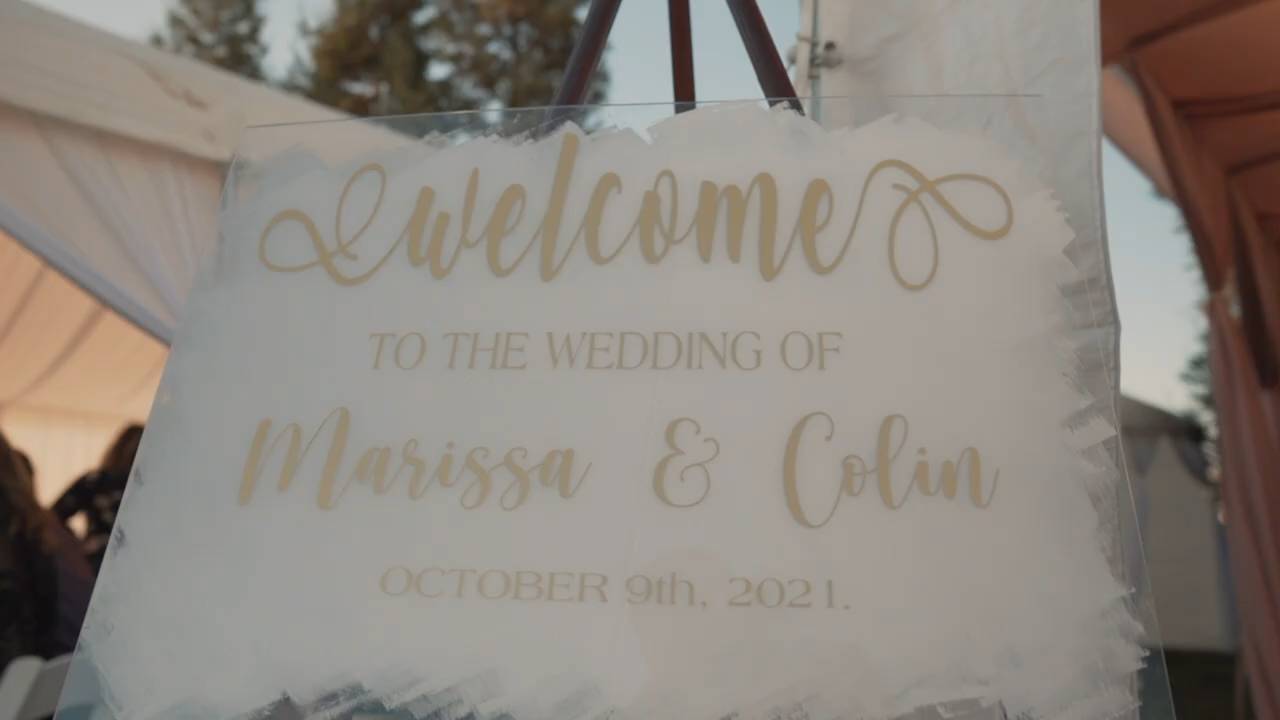 welcome
TO THE WEDDING OF
Marissa & Colin
OCTOBER 9th, 2021.